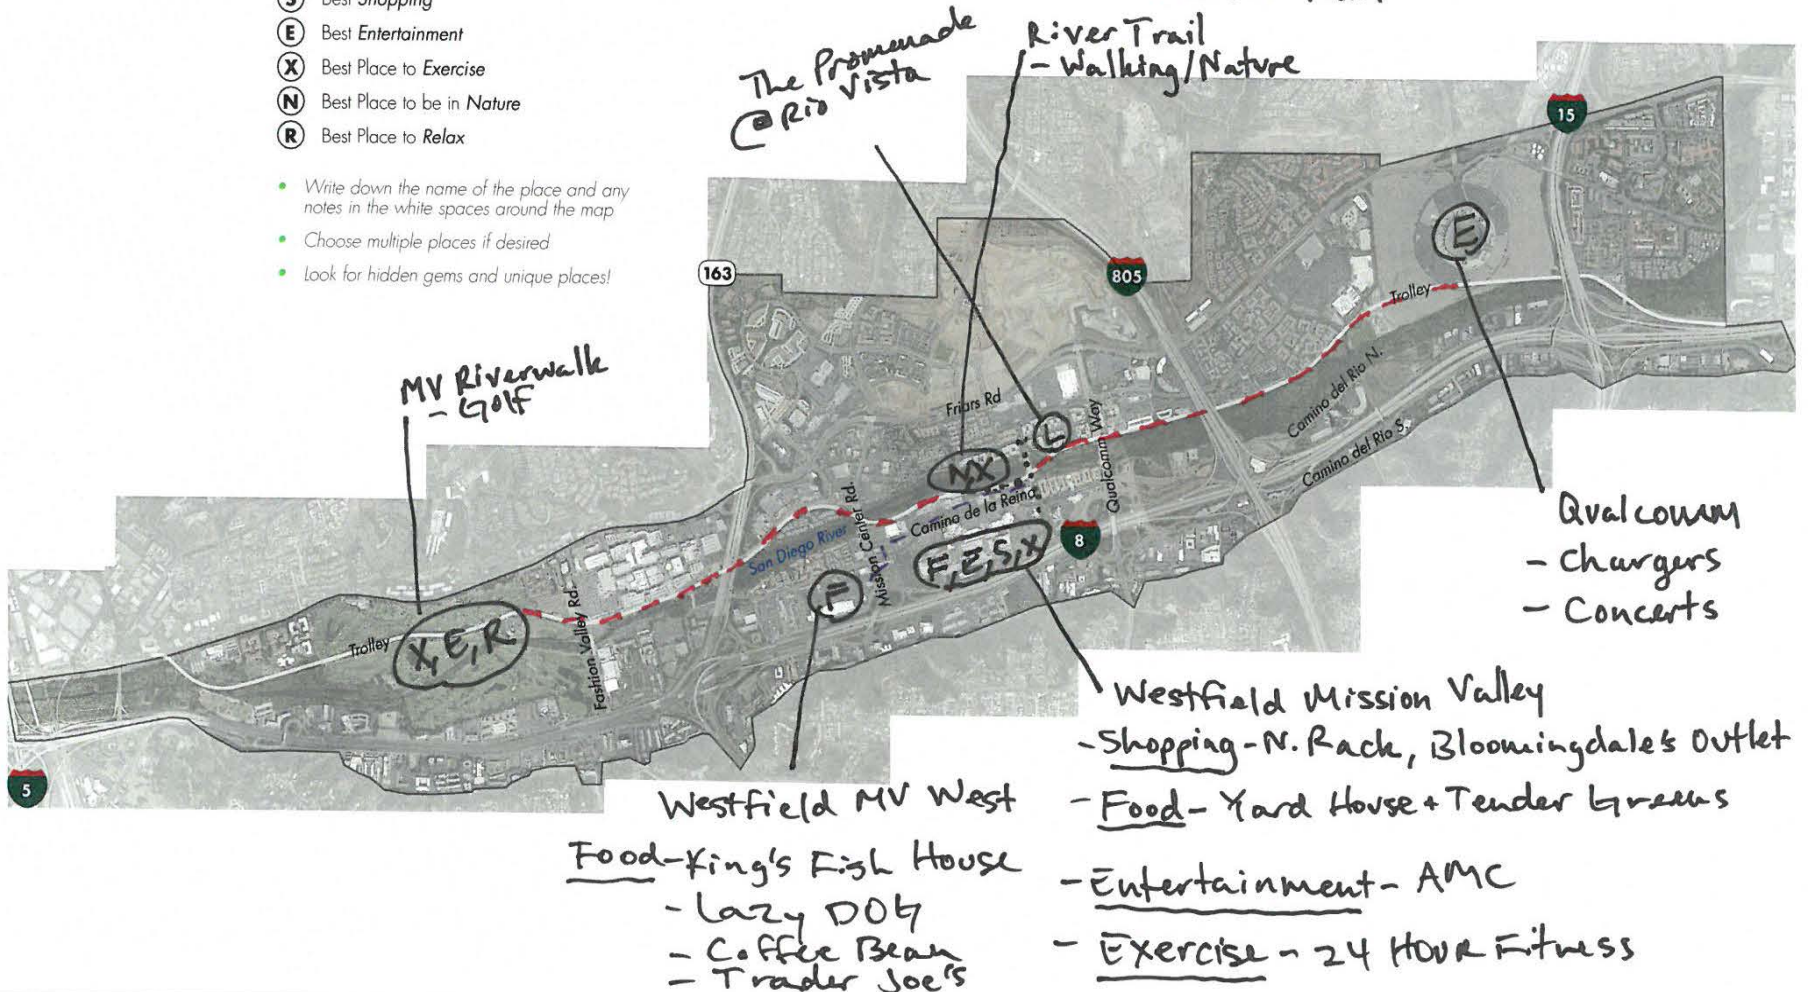 S Best Shopping
E Best Entertainment
X Best Place to Exercise
N Best Place to be in Nature
R Best Place to Relax
• Write down the name of the place and any
notes in the white spaces around the map
• Choose multiple places if desired
• Look for hidden gems and unique places!
The Promenade
@ Rio Vista
River Trail
- Walking/Nature
15
E
163
805
Trolley
MV Riverwalk
- Golf
Friars Rd
L
Qualcomm Way
Camino del Rio N.
Camino del Rio S.
N,X
Camino de la Reina
San Diego River
Mission Center Rd.
F,E,S,X
8
F
Fashion Valley Rd.
Trolley
X,E,R
5
Qualcomm
- Chargers
- Concerts
Westfield MV West
Food - King's Fish House
- Lazy DOG
- Coffee Bean
- Trader Joe's
Westfield Mission Valley
- Shopping - N. Rack, Bloomingdale's Outlet
- Food - Yard House + Tender Greens
- Entertainment - AMC
- Exercise - 24 HOUR Fitness